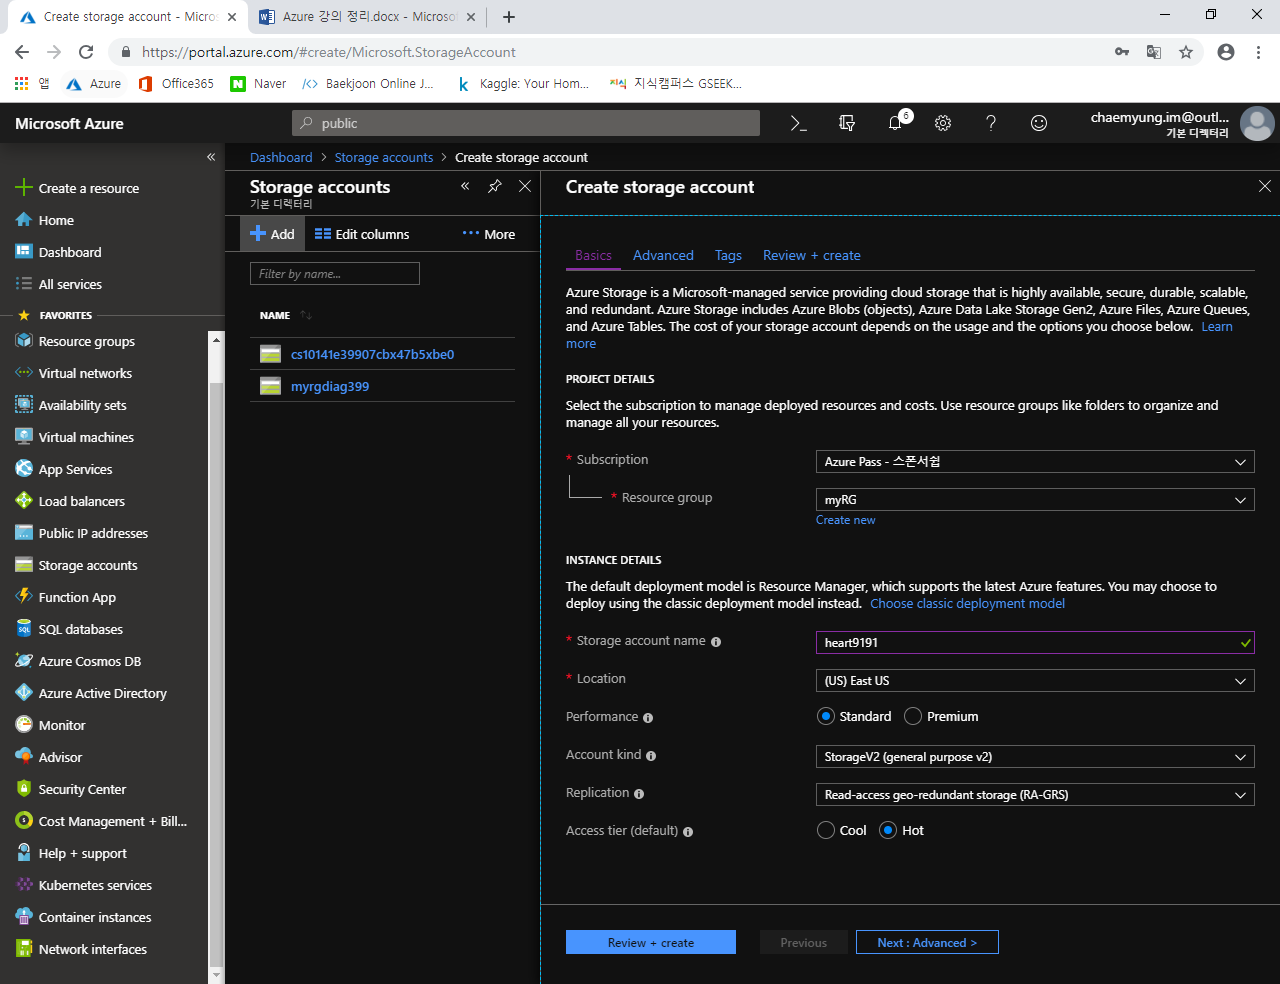 Create storage account - Micros
Azure 강의 정리.docx - Microsof
https://portal.azure.com/#create/Microsoft.StorageAccount
앱
Azure
Office365
Naver
Baekjoon Online J...
Kaggle: Your Hom...
지식캠퍼스 GSEEK...
Microsoft Azure
public
6
chaemyung.im@outl...
기본 디렉터리
Create a resource
Home
Dashboard
All services
FAVORITES
Resource groups
Virtual networks
Availability sets
Virtual machines
App Services
Load balancers
Public IP addresses
Storage accounts
Function App
SQL databases
Azure Cosmos DB
Azure Active Directory
Monitor
Advisor
Security Center
Cost Management + Bill...
Help + support
Kubernetes services
Container instances
Network interfaces
Dashboard > Storage accounts > Create storage account
Storage accounts
기본 디렉터리
Add
Edit columns
More
Filter by name...
NAME
cs10141e39907cbx47b5xbe0
myrgdiag399
Create storage account
Basics
Advanced
Tags
Review + create
Azure Storage is a Microsoft-managed service providing cloud storage that is highly available, secure, durable, scalable,
and redundant. Azure Storage includes Azure Blobs (objects), Azure Data Lake Storage Gen2, Azure Files, Azure Queues,
and Azure Tables. The cost of your storage account depends on the usage and the options you choose below. Learn
more
PROJECT DETAILS
Select the subscription to manage deployed resources and costs. Use resource groups like folders to organize and
manage all your resources.
* Subscription
Azure Pass - 스폰서쉽
* Resource group
myRG
Create new
INSTANCE DETAILS
The default deployment model is Resource Manager, which supports the latest Azure features. You may choose to
deploy using the classic deployment model instead. Choose classic deployment model
* Storage account name
heart9191
* Location
(US) East US
Performance
Standard
Premium
Account kind
StorageV2 (general purpose v2)
Replication
Read-access geo-redundant storage (RA-GRS)
Access tier (default)
Cool
Hot
Review + create
Previous
Next : Advanced >